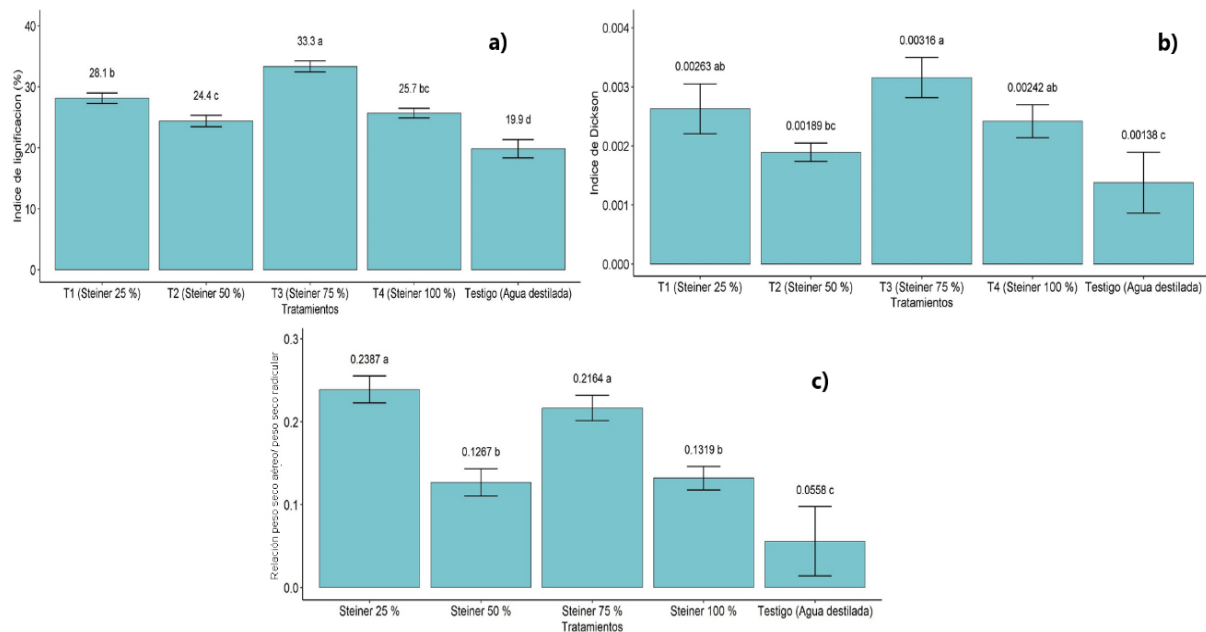 a)
Indice de lignificacion (%)
40
30
20
10
0
28.1 b
24.4 c
33.3 a
25.7 bc
19.9 d
T1 (Steiner 25 %)
T2 (Steiner 50 %)
T3 (Steiner 75 %)
T4 (Steiner 100 %)
Testigo (Agua destilada)
Tratamientos
b)
Indice de Dickson
0.004
0.003
0.002
0.001
0.000
0.00263 ab
0.00189 bc
0.00316 a
0.00242 ab
0.00138 c
T1 (Steiner 25 %)
T2 (Steiner 50 %)
T3 (Steiner 75 %)
T4 (Steiner 100 %)
Testigo (Agua destilada)
Tratamientos
c)
Relación peso seco aéreo/ peso seco radicular
0.3
0.2
0.1
0.0
0.2387 a
0.1267 b
0.2164 a
0.1319 b
0.0558 c
Steiner 25 %
Steiner 50 %
Steiner 75 %
Steiner 100 %
Testigo (Agua destilada)
Tratamientos